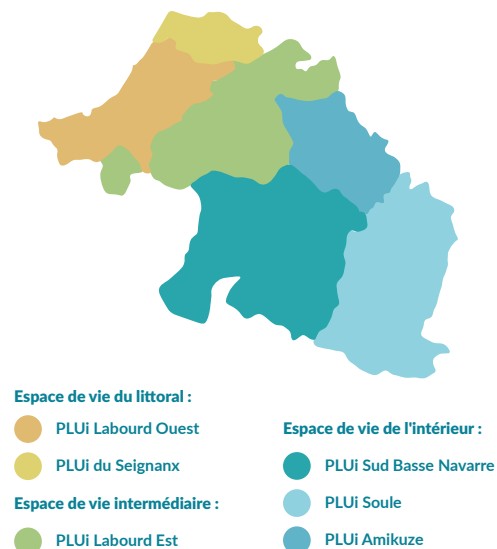 Espace de vie du littoral :
PLUi Labourd Ouest
PLUi du Seignanx
Espace de vie intermédiaire :
PLUi Labourd Est
Espace de vie de l'intérieur :
PLUi Sud Basse Navarre
PLUi Soule
PLUi Amikuze